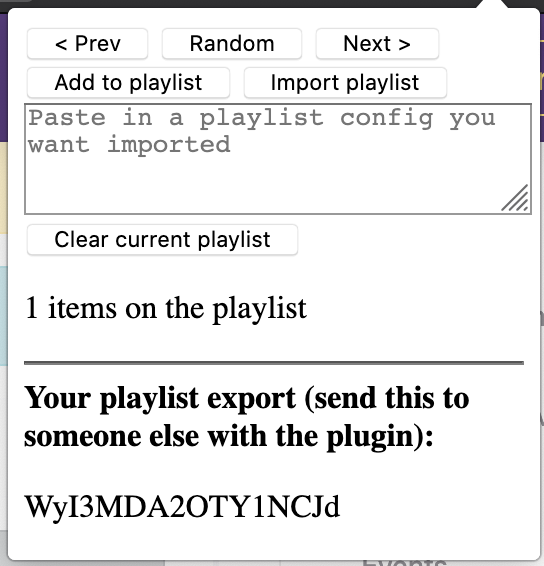 < Prev Random Next >
Add to playlist Import playlist
Paste in a playlist config you
want imported
Clear current playlist
1 items on the playlist
Your playlist export (send this to
someone else with the plugin):
WyI3MDA2OTY1NCJd